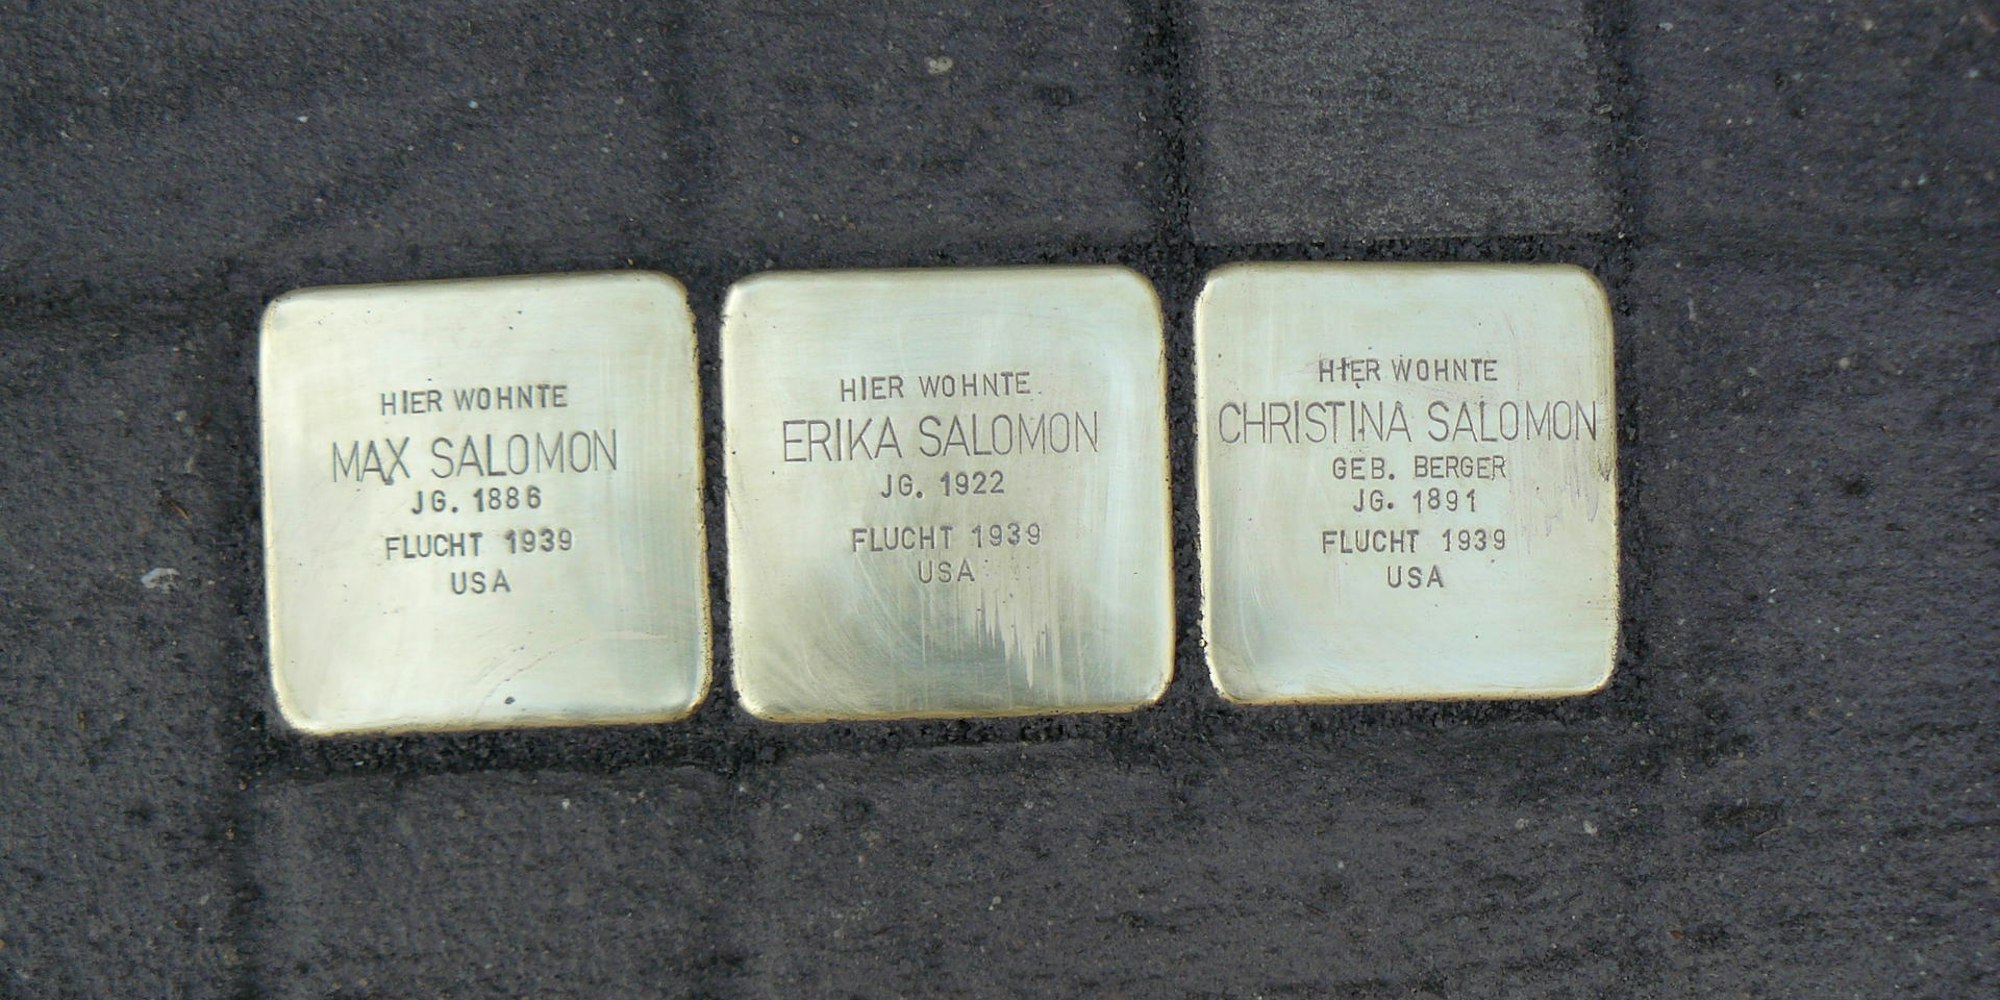 HIER WOHNTE
MAX SALOMON
JG. 1886
FLUCHT 1939
USA
HIER WOHNTE
ERIKA SALOMON
JG. 1922
FLUCHT 1939
USA
HIER WOHNTE
CHRISTINA SALOMON
GEB. BERGER
JG. 1891
FLUCHT 1939
USA